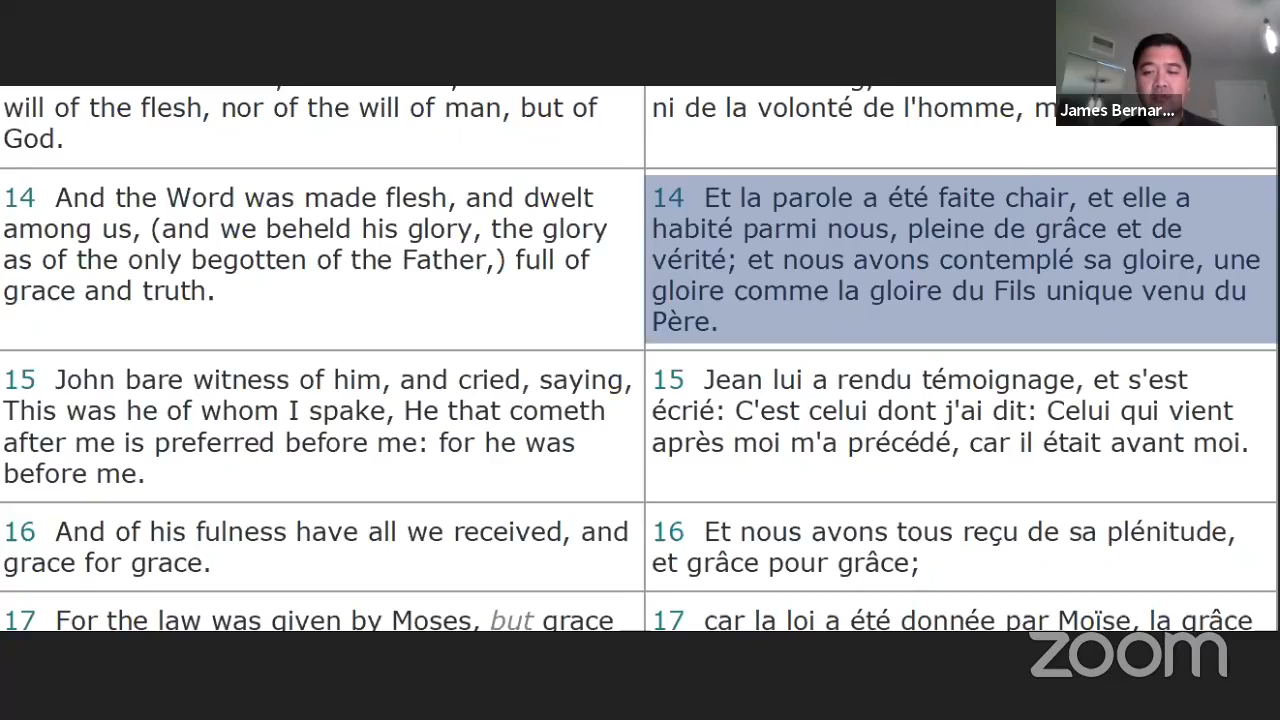 will of the flesh, nor of the will of man, but of
God.
ni de la volonté de l'homme,
14 And the Word was made flesh, and dwelt
among us, (and we beheld his glory, the glory
as of the only begotten of the Father,) full of
grace and truth.
14 Et la parole a été faite chair, et elle a
habité parmi nous, pleine de grâce et de
vérité; et nous avons contemplé sa gloire, une
gloire comme la gloire du Fils unique venu du
Père.
15 John bare witness of him, and cried, saying,
This was he of whom I spake, He that cometh
after me is preferred before me: for he was
before me.
15 Jean lui a rendu témoignage, et s'est
écrié: C'est celui dont j'ai dit: Celui qui vient
après moi m'a précédé, car il était avant moi.
16 And of his fulness have all we received, and
grace for grace.
16 Et nous avons tous reçu de sa plénitude,
et grâce pour grâce;
17 For the law was given by Moses, but grace
17 car la loi a été donnée par Moïse, la grâce
James Bernar...
zoom